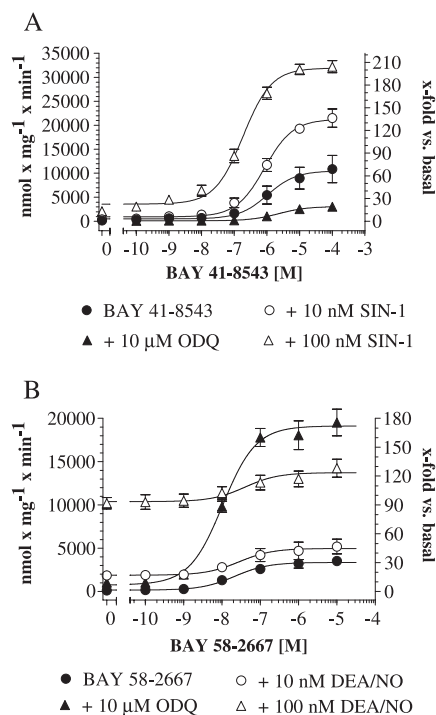 A
nmol x mg-1 x min-1
35000
30000
25000
20000
15000
10000
5000
0
210
180
150
120
90
60
30
0
x-fold vs. basal
0 -10 -9 -8 -7 -6 -5 -4 -3
BAY 41-8543 [M]
● BAY 41-8543 ○ + 10 nM SIN-1
▲ + 10 µM ODQ △ + 100 nM SIN-1
B
nmol x mg-1 x min-1
20000
15000
10000
5000
0
180
150
120
90
60
30
0
x-fold vs. basal
0 -10 -9 -8 -7 -6 -5 -4
BAY 58-2667 [M]
● BAY 58-2667 ○ + 10 nM DEA/NO
▲ + 10 µM ODQ △ + 100 nM DEA/NO